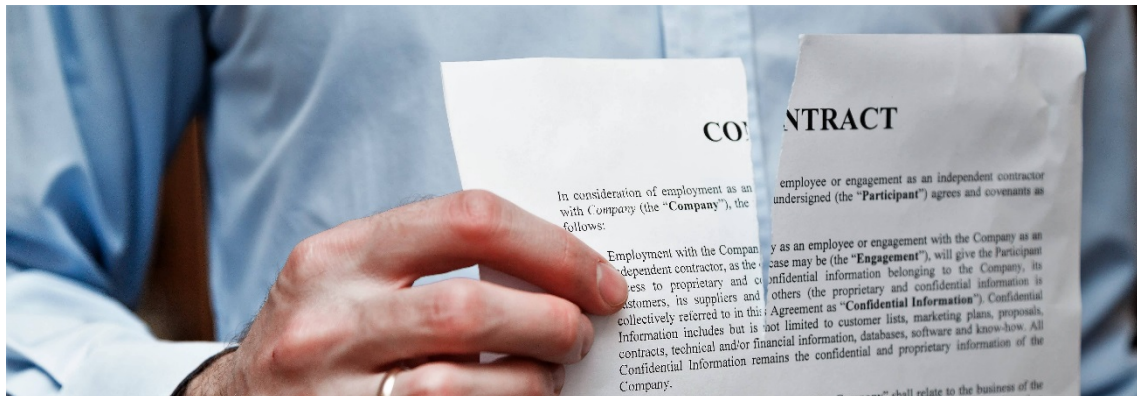 CONTRACT
In consideration of employment as an employee or engagement as an independent contractor
with Company (the “Company”), the undersigned (the “Participant”) agrees and covenants as
follows:
Employment with the Company as an employee or engagement with the Company as an
independent contractor, as the case may be (the “Engagement”), will give the Participant
ess to proprietary and confidential information belonging to the Company, its
ustomers, its suppliers and others (the proprietary and confidential information is
collectively referred to in this Agreement as “Confidential Information”). Confidential
Information includes but is not limited to customer lists, marketing plans, proposals,
contracts, technical and/or financial information, databases, software and know-how. All
Confidential Information remains the confidential and proprietary information of the
Company.
shall relate to the business of the